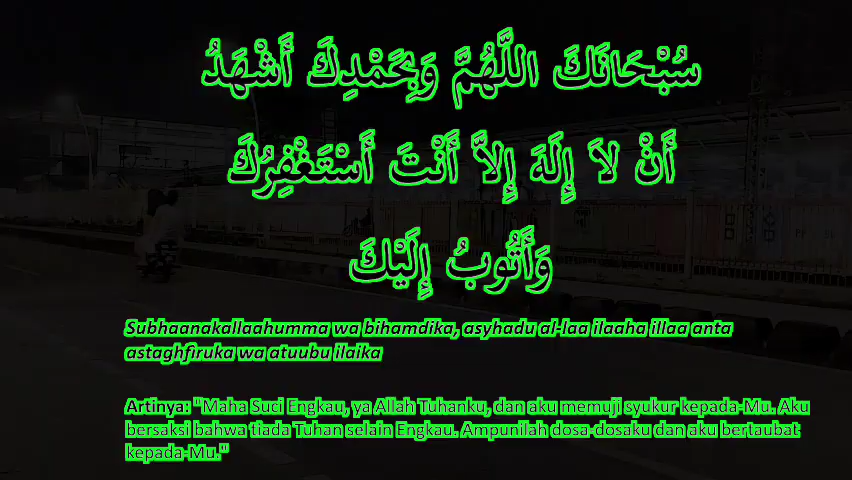 سُبْحَانَكَ اللَّهُمَّ وَبِحَمْدِكَ أَشْهَدُ
أَنْ لاَ إِلَهَ إِلاَّ أَنْتَ أَسْتَغْفِرُكَ
وَأَتُوبُ إِلَيْكَ
Subhaanakallaahumma wa bihamdika, asyhadu al-laa ilaaha illaa anta
astaghfiruka wa atuubu ilaika
Artinya: "Maha Suci Engkau, ya Allah Tuhanku, dan aku memuji syukur kepada-Mu. Aku
bersaksi bahwa tiada Tuhan selain Engkau. Ampunilah dosa-dosaku dan aku bertaubat
kepada-Mu."